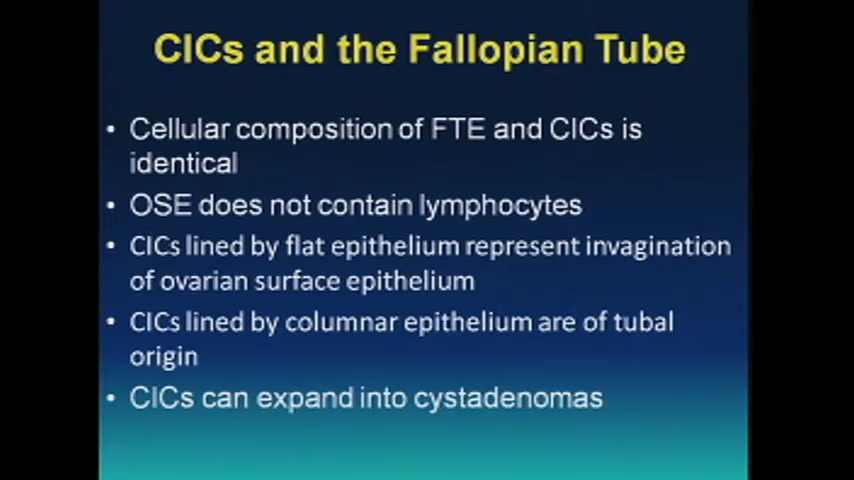 CICs and the Fallopian Tube
• Cellular composition of FTE and CICs is
identical
• OSE does not contain lymphocytes
• CICs lined by flat epithelium represent invagination
of ovarian surface epithelium
• CICs lined by columnar epithelium are of tubal
origin
• CICs can expand into cystadenomas